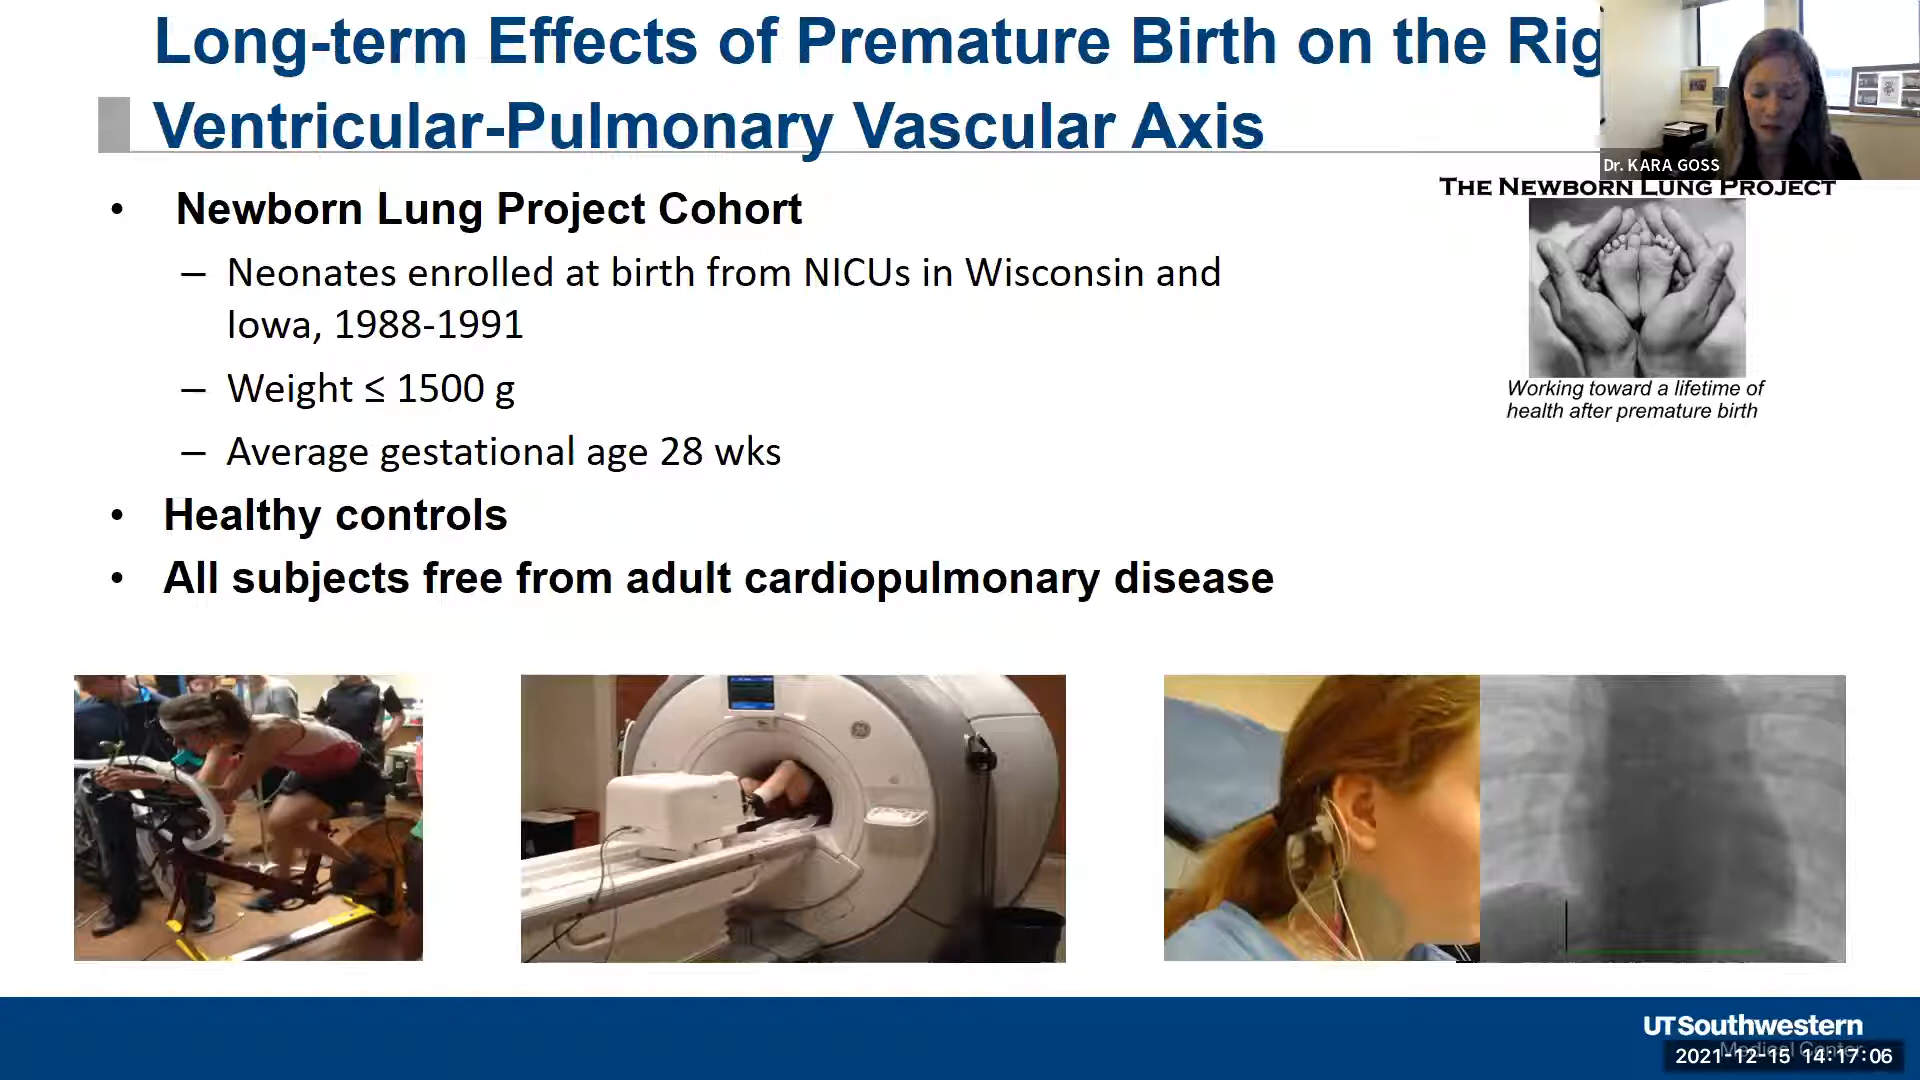 Long-term Effects of Premature Birth on the Rig
Ventricular-Pulmonary Vascular Axis
Dr. KARA GOSS
THE NEWBORN LUNG PROJECT
• Newborn Lung Project Cohort
– Neonates enrolled at birth from NICUs in Wisconsin and
Iowa, 1988-1991
– Weight ≤ 1500 g
– Average gestational age 28 wks
Working toward a lifetime of
health after premature birth
• Healthy controls
• All subjects free from adult cardiopulmonary disease
UTSouthwestern
Medical Center
2021-12-15 14:17:06